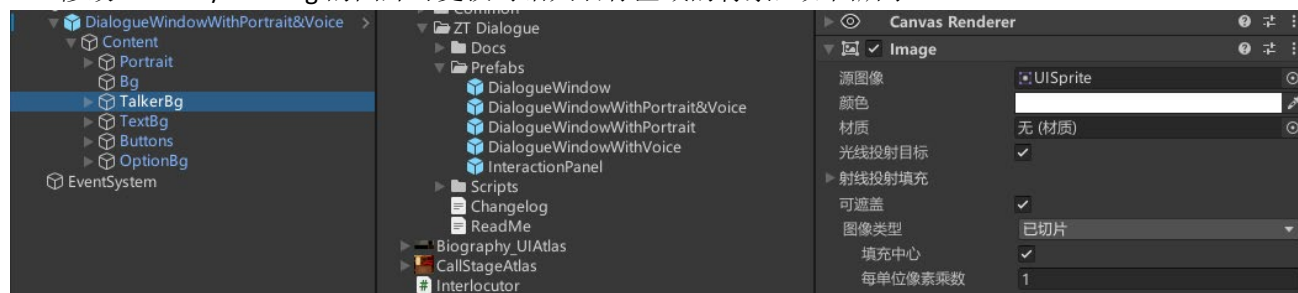 DialogueWindowWithPortrait&Voice
Content
Portrait
Bg
TalkerBg
TextBg
Buttons
OptionBg
EventSystem
ZT Dialogue
Docs
Prefabs
DialogueWindow
DialogueWindowWithPortrait&Voice
DialogueWindowWithPortrait
DialogueWindowWithVoice
InteractionPanel
Scripts
Changelog
ReadMe
Biography_UIAtlas
CallStageAtlas
Interlocutor
Canvas Renderer
Image
源图像 UISprite
颜色
材质 无 (材质)
光线投射目标
射线投射填充
可遮盖
图像类型 已切片
填充中心
每单位像素乘数 1